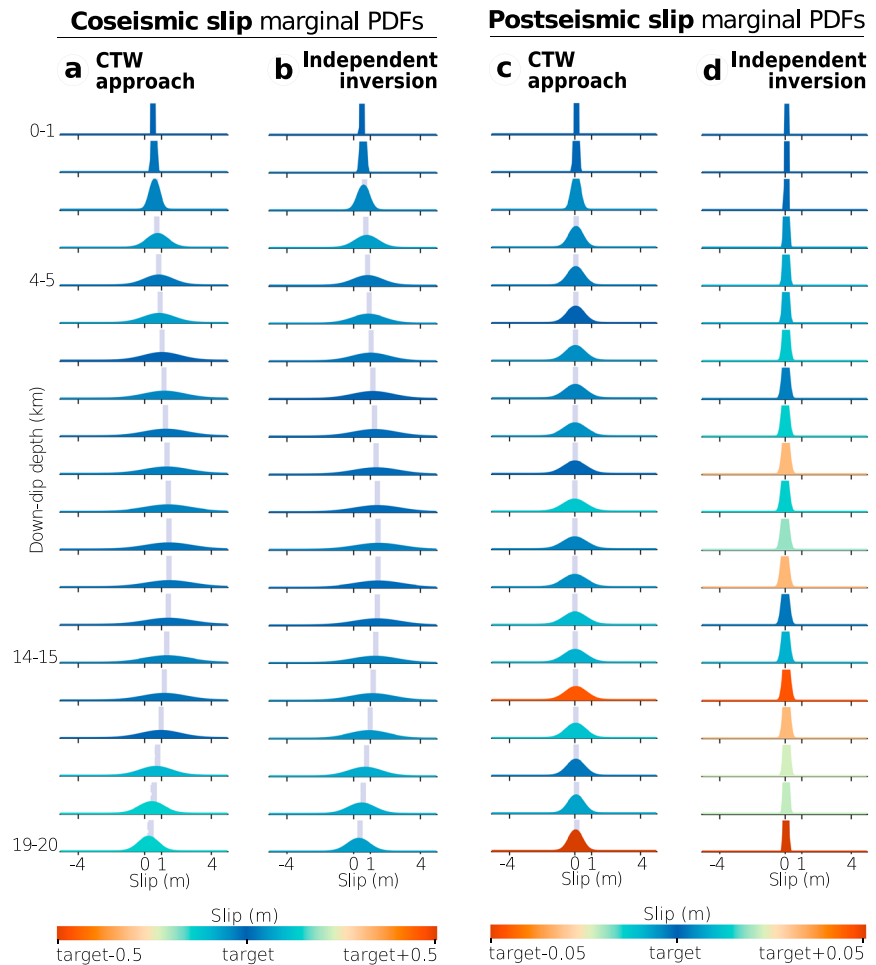 Coseismic slip marginal PDFs
Postseismic slip marginal PDFs
a CTW approach
b Independent inversion
c CTW approach
d Independent inversion
Down-dip depth (km)
0-1
4-5
14-15
19-20
-4 0 1 4
Slip (m)
-4 0 1 4
Slip (m)
-4 0 1 4
Slip (m)
-4 0 1 4
Slip (m)
Slip (m)
target-0.5 target target+0.5
Slip (m)
target-0.05 target target+0.05